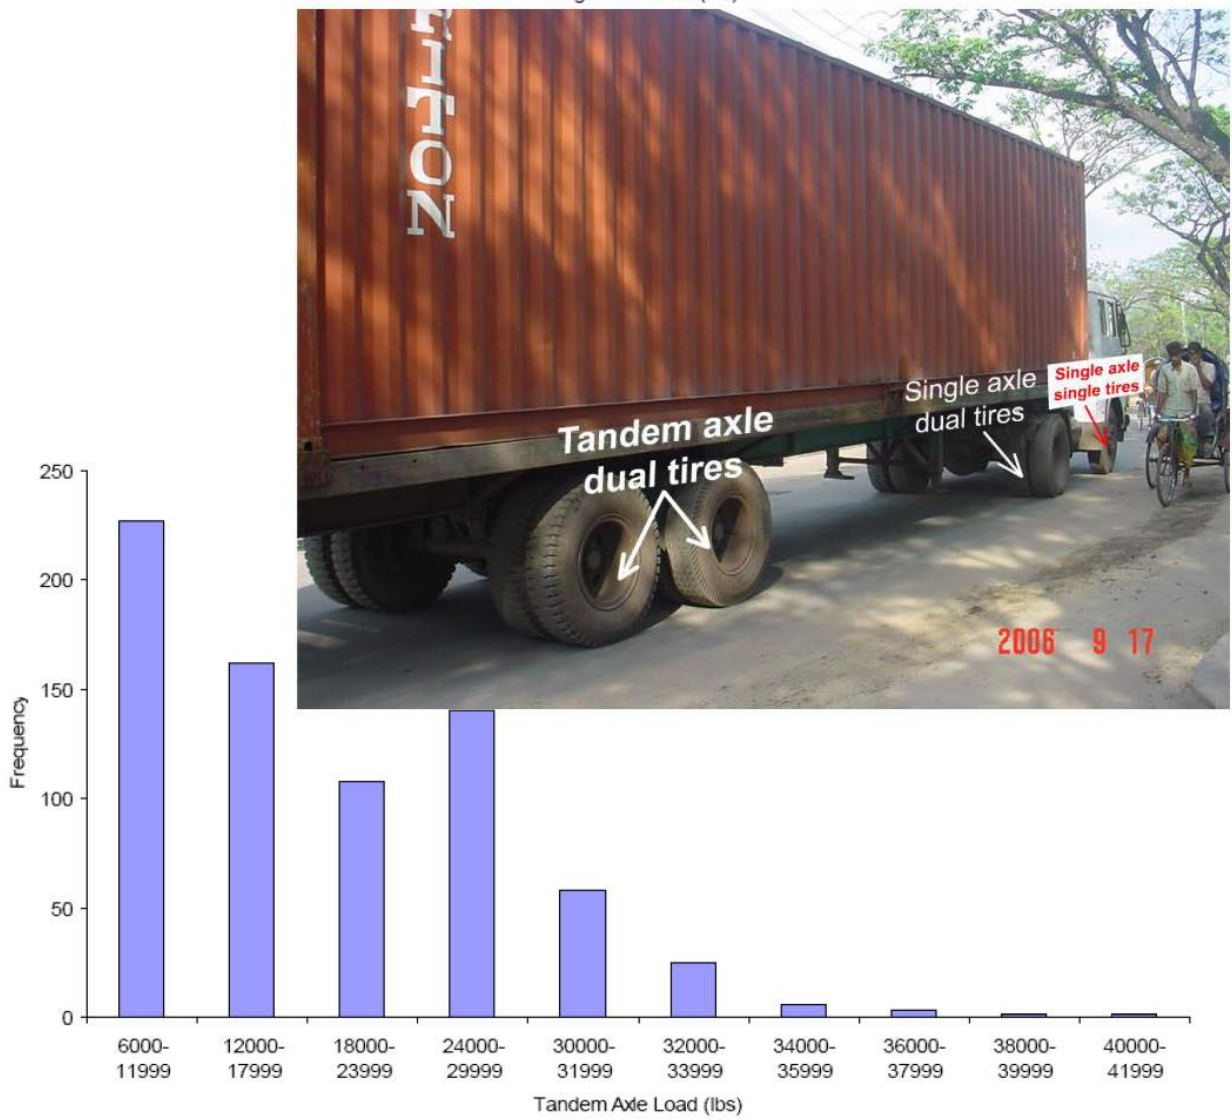 RITON
Tandem axle
dual tires
Single axle
dual tires
Single axle
single tires
2006 9 17
250
200
150
100
50
0
Frequency
6000-
11999
12000-
17999
18000-
23999
24000-
29999
30000-
31999
32000-
33999
34000-
35999
36000-
37999
38000-
39999
40000-
41999
Tandem Axle Load (lbs)